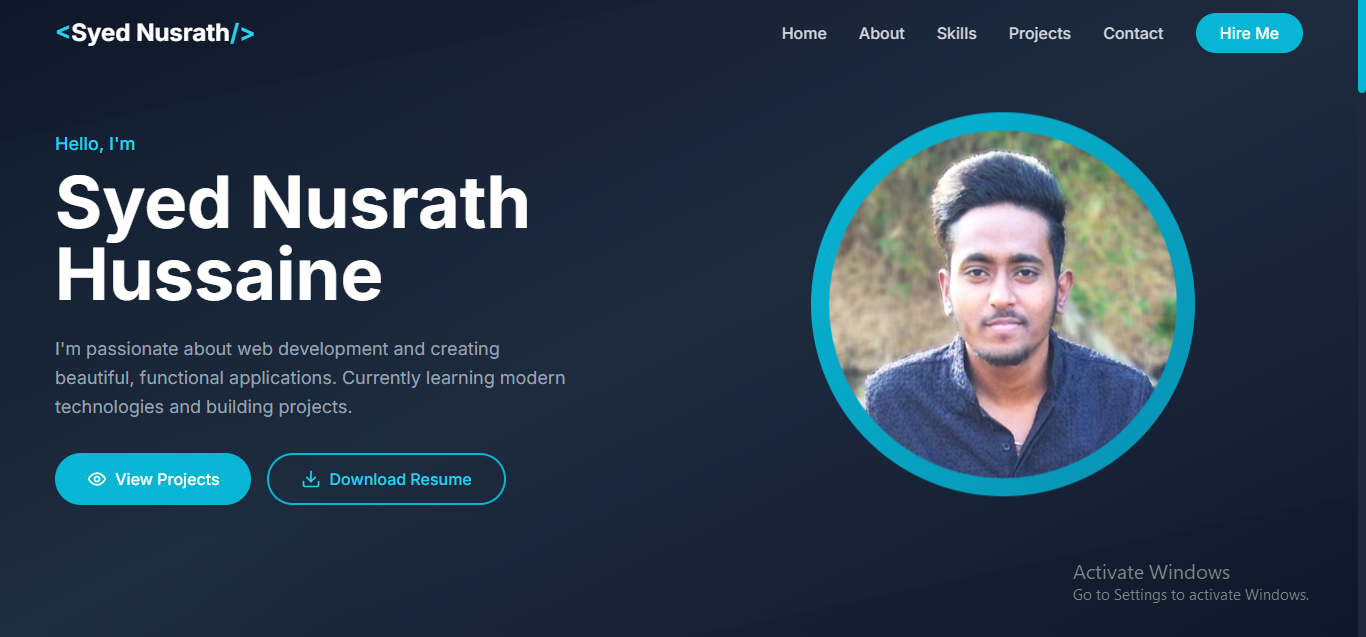 <Syed Nusrath/>
Home About Skills Projects Contact Hire Me
Hello, I'm
Syed Nusrath
Hussaine
I'm passionate about web development and creating
beautiful, functional applications. Currently learning modern
technologies and building projects.
View Projects Download Resume
Activate Windows
Go to Settings to activate Windows.